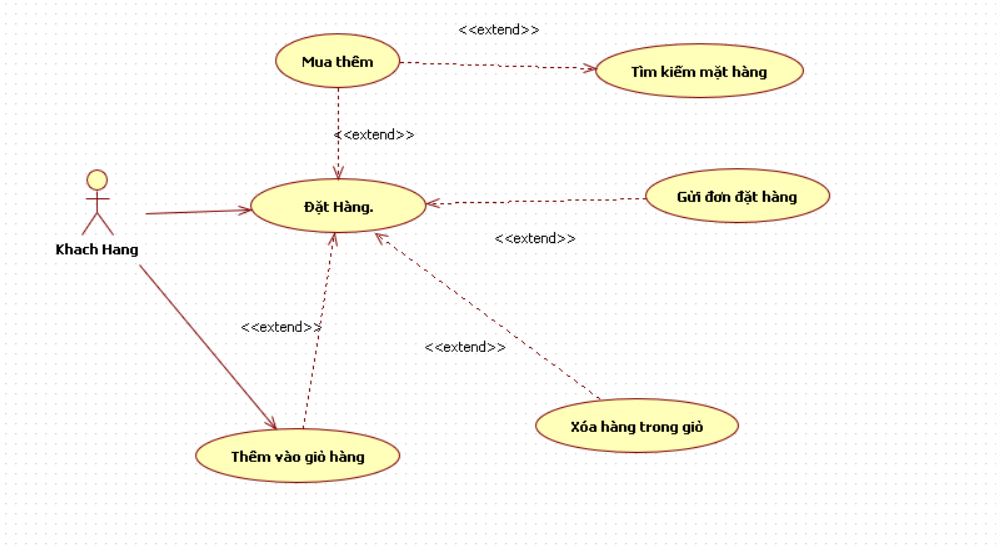 <<extend>>
Mua thêm
Tìm kiếm mặt hàng
<<extend>>
Gửi đơn đặt hàng
Đặt Hàng.
<<extend>>
Khach Hang
<<extend>>
<<extend>>
Xóa hàng trong giỏ
Thêm vào giỏ hàng